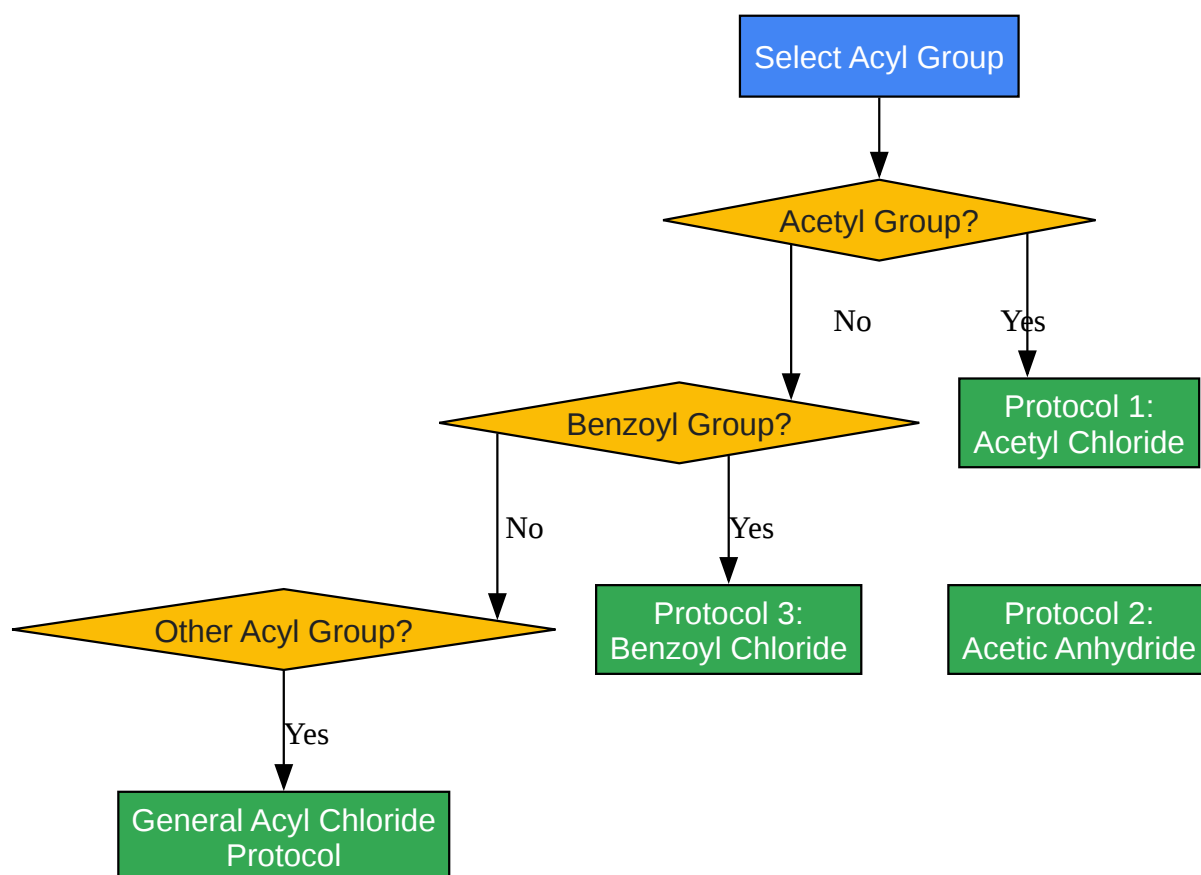 Select Acyl Group
Acetyl Group?
No
Yes
Protocol 1:
Acetyl Chloride
Benzoyl Group?
No
Yes
Other Acyl Group?
Protocol 3:
Benzoyl Chloride
Protocol 2:
Acetic Anhydride
Yes
General Acyl Chloride
Protocol